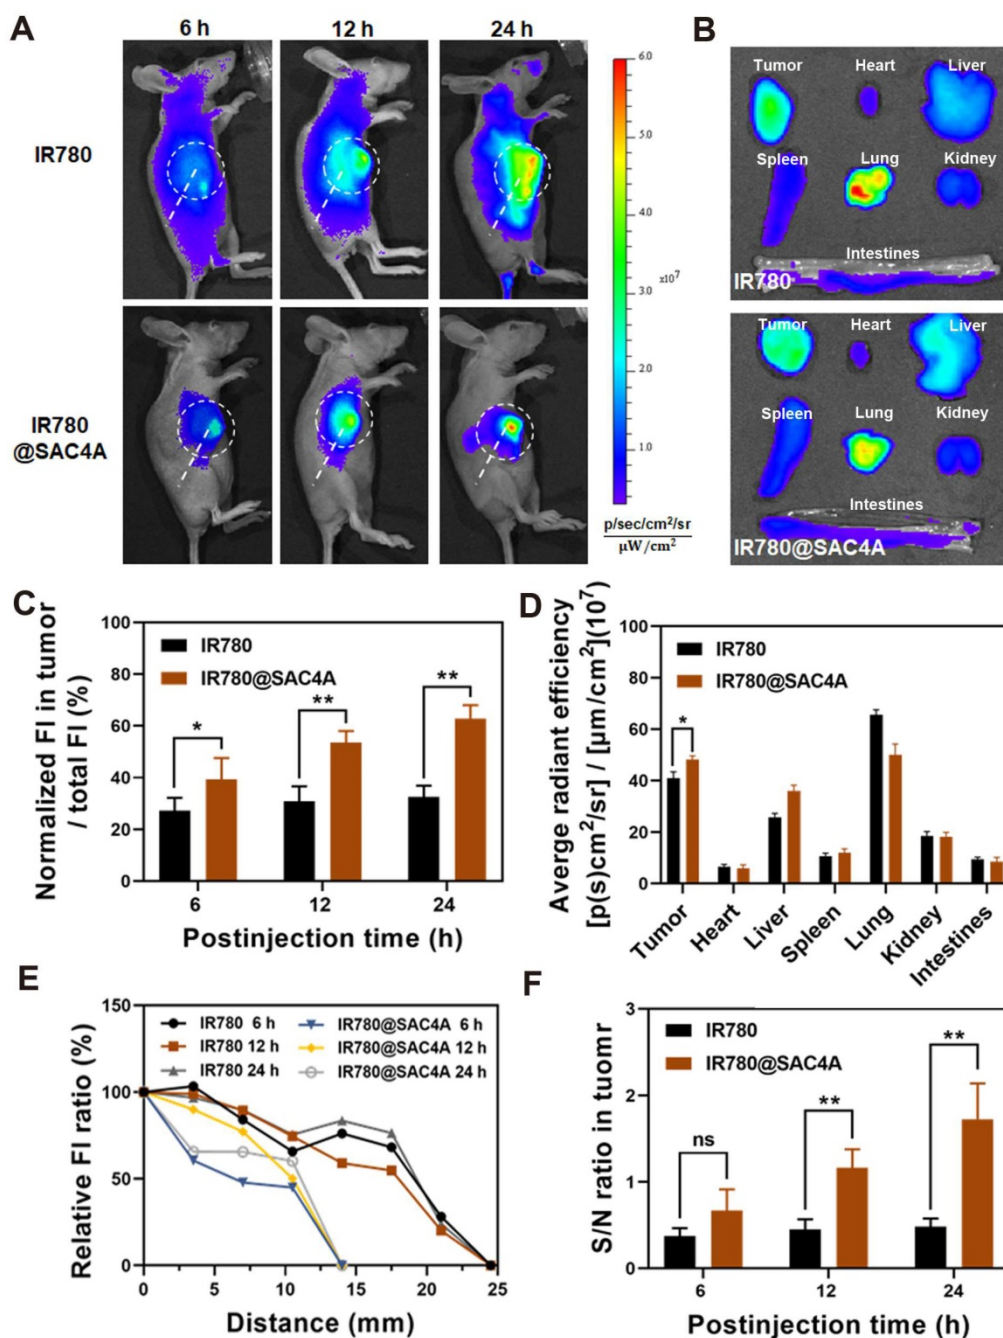 A
6 h 12 h 24 h
IR780
IR780
@SAC4A
6.0
5.0
4.0
3.0
×10⁷
2.0
1.0
p/sec/cm²/sr
µW/cm²
B
Tumor Heart Liver
Spleen Lung Kidney
Intestines
IR780
Tumor Heart Liver
Spleen Lung Kidney
Intestines
IR780@SAC4A
C
Normalized FI in tumor
/ total FI (%)
100
80
60
40
20
0
IR780
IR780@SAC4A
* ** **
6 12 24
Postinjection time (h)
D
Averge radiant efficiency
[p(s)cm²/sr] / [µm/cm²](10⁷)
100
80
60
40
20
0
IR780
IR780@SAC4A
*
Tumor Heart Liver Spleen Lung Kidney Intestines
E
Relative FI ratio (%)
150
100
50
0
IR780 6 h IR780@SAC4A 6 h
IR780 12 h IR780@SAC4A 12 h
IR780 24 h IR780@SAC4A 24 h
0 5 10 15 20 25
Distance (mm)
F
S/N ratio in tuomr
3
2
1
0
IR780
IR780@SAC4A
ns ** **
6 12 24
Postinjection time (h)